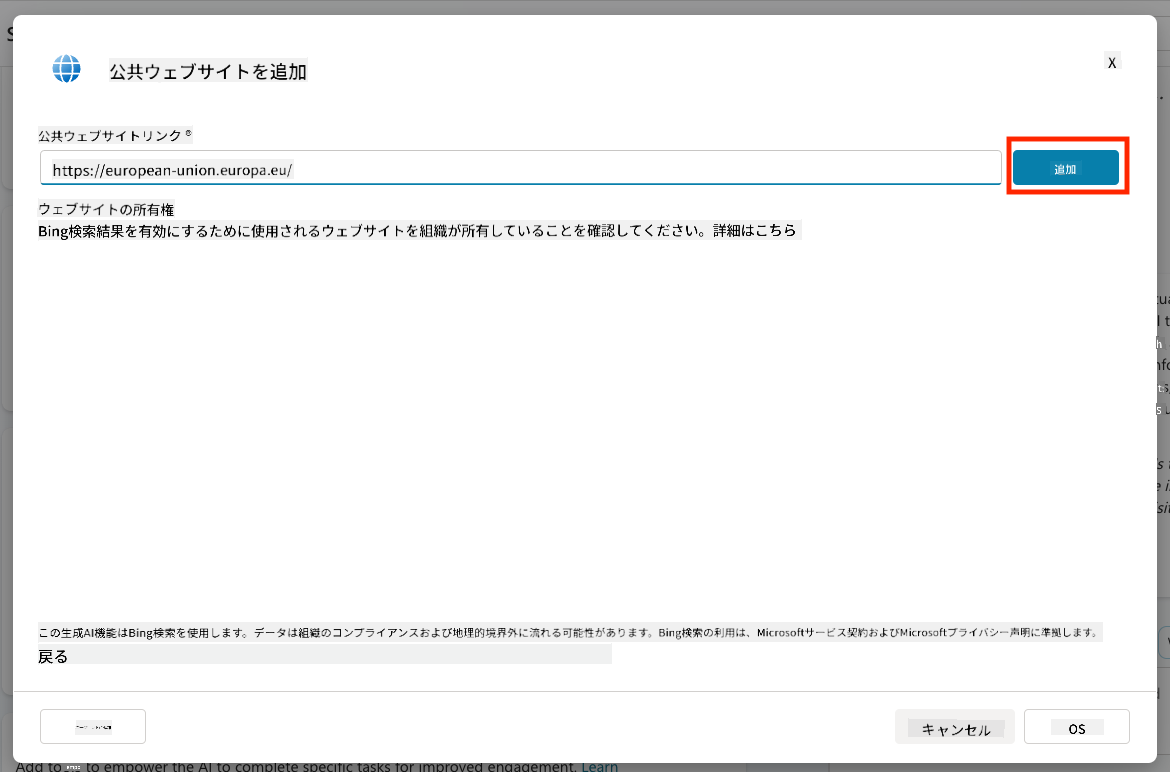 公共ウェブサイトを追加
X
公共ウェブサイトリンク
https://european-union.europa.eu/
追加
ウェブサイトの所有権
Bing検索結果を有効にするために使用されるウェブサイトを組織が所有していることを確認してください。詳細はこちら
この生成AI機能はBing検索を使用します。データは組織のコンプライアンスおよび地理的境界外に流れる可能性があります。Bing検索の利用は、Microsoftサービス契約およびMicrosoftプライバシー声明に準拠します。
戻る
キャンセル
OS
Add to to empower the AI to complete specific tasks for improved engagement. Learn